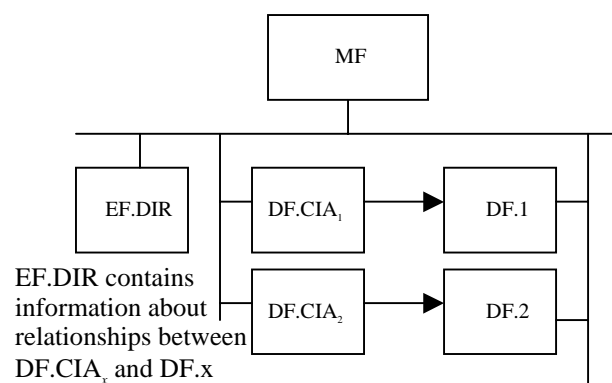 MF
EF.DIR
DF.CIA₁
DF.1
DF.CIA₂
DF.2
EF.DIR contains
information about
relationships between
DF.CIAₓ and DF.x